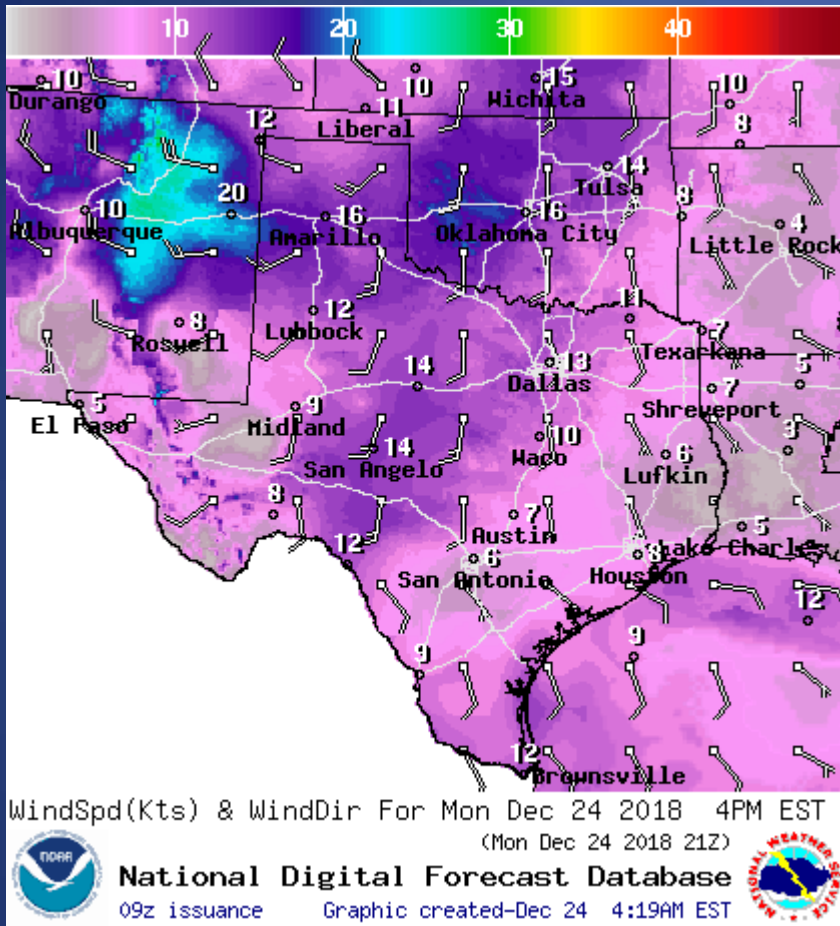 10 20 30 40
10 10 15 10
Durango Wichita
12 11 8
Liberal
14
Tulsa
10 20 16 16 8 4
Albuquerque Amarillo Oklahoma City Little Rock
8 12 11 7
Roswell Lubbock Texarkana
14 13
Dallas
5 9 7 5
El Paso Midland Shreveport
14 10 6 3
San Angelo Waco Lufkin
8 7 5
Austin Lake Charles
12 6 8
San Antonio Houston
12
9 9
12
Brownsville
WindSpd(Kts) & WindDir For Mon Dec 24 2018 4PM EST
(Mon Dec 24 2018 21Z)
NOAA
National Digital Forecast Database
09z issuance Graphic created-Dec 24 4:19AM EST
NATIONAL WEATHER SERVICE